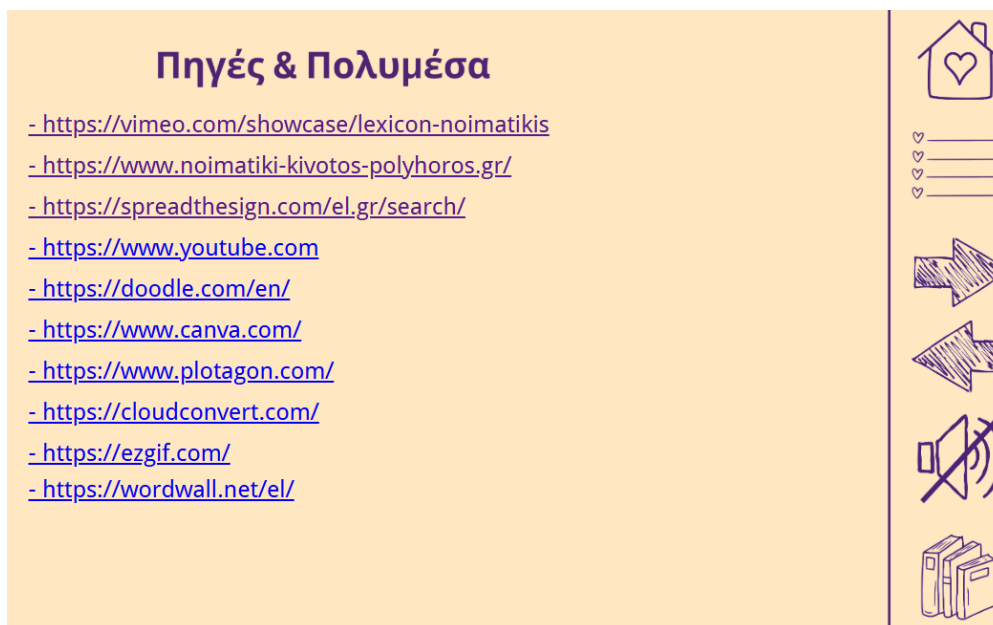 Πηγές & Πολυμέσα
- https://vimeo.com/showcase/lexicon-noimatikis
- https://www.noimatiki-kivotos-polyhoros.gr/
- https://spreadthesign.com/el.gr/search/
- https://www.youtube.com
- https://doodle.com/en/
- https://www.canva.com/
- https://www.plotagon.com/
- https://cloudconvert.com/
- https://ezgif.com/
- https://wordwall.net/el/